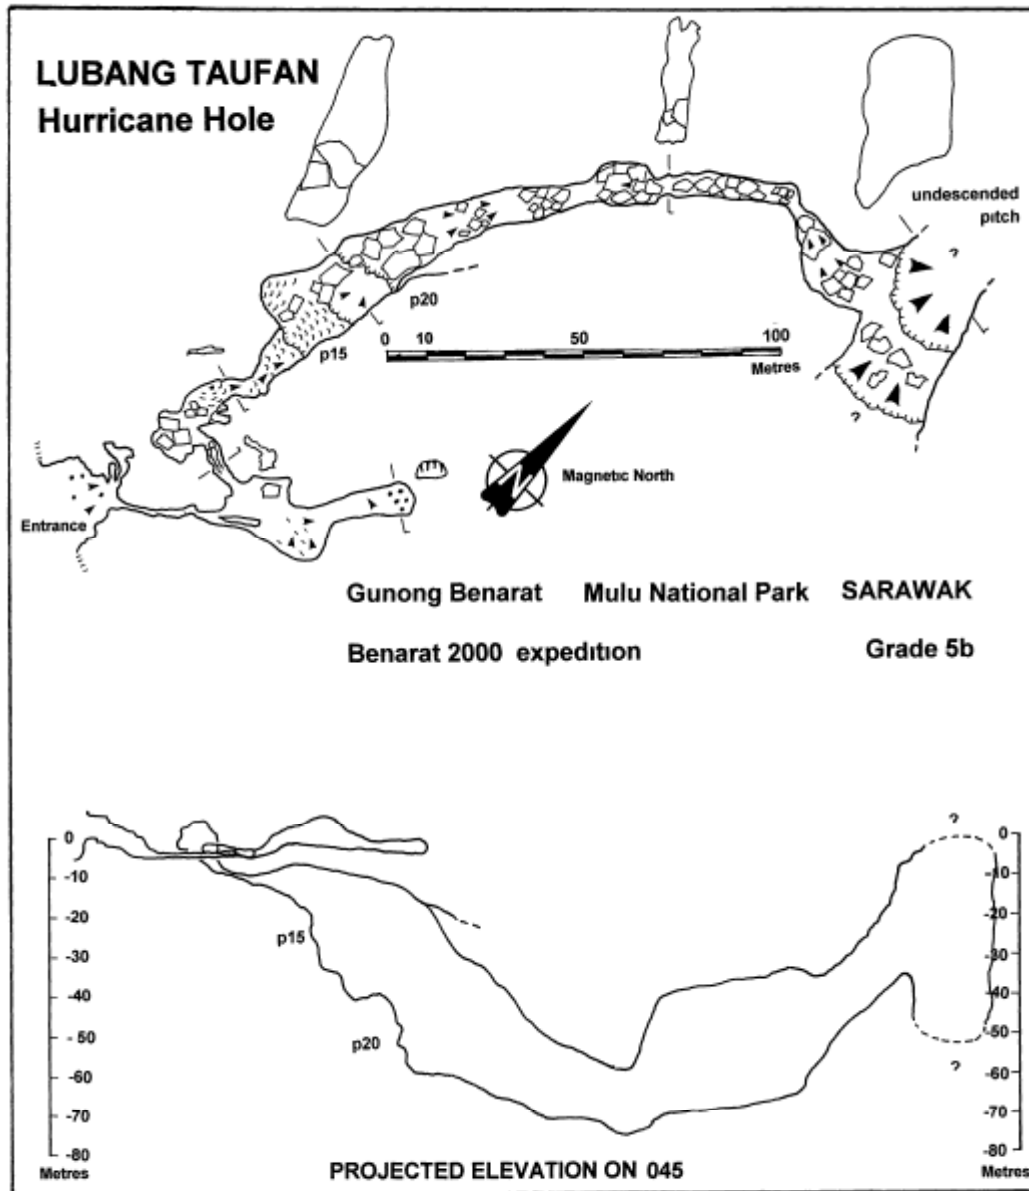 LUBANG TAUFAN
Hurricane Hole
undescended
pitch
?
p20
p15
0 10 50 100
Metres
?
Entrance
N
Magnetic North
Gunong Benarat Mulu National Park SARAWAK
Benarat 2000 expedition Grade 5b
?
0
-10
-20
-30
-40
-50
-60
-70
-80
Metres
p15
p20
?
0
-10
-20
-30
-40
-50
-60
-70
-80
Metres
PROJECTED ELEVATION ON 045